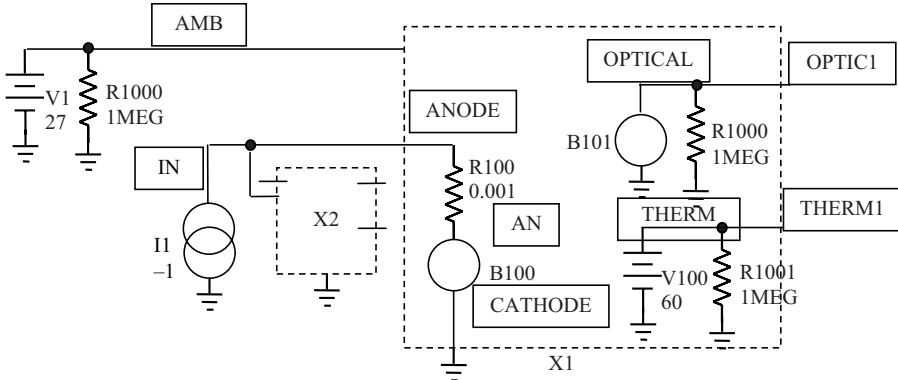 AMB
OPTICAL
OPTIC1
V1
27
R1000
1MEG
ANODE
B101
R1000
1MEG
IN
R100
0.001
X2
AN
THERM
THERM1
I1
–1
B100
V100
60
R1001
1MEG
CATHODE
X1